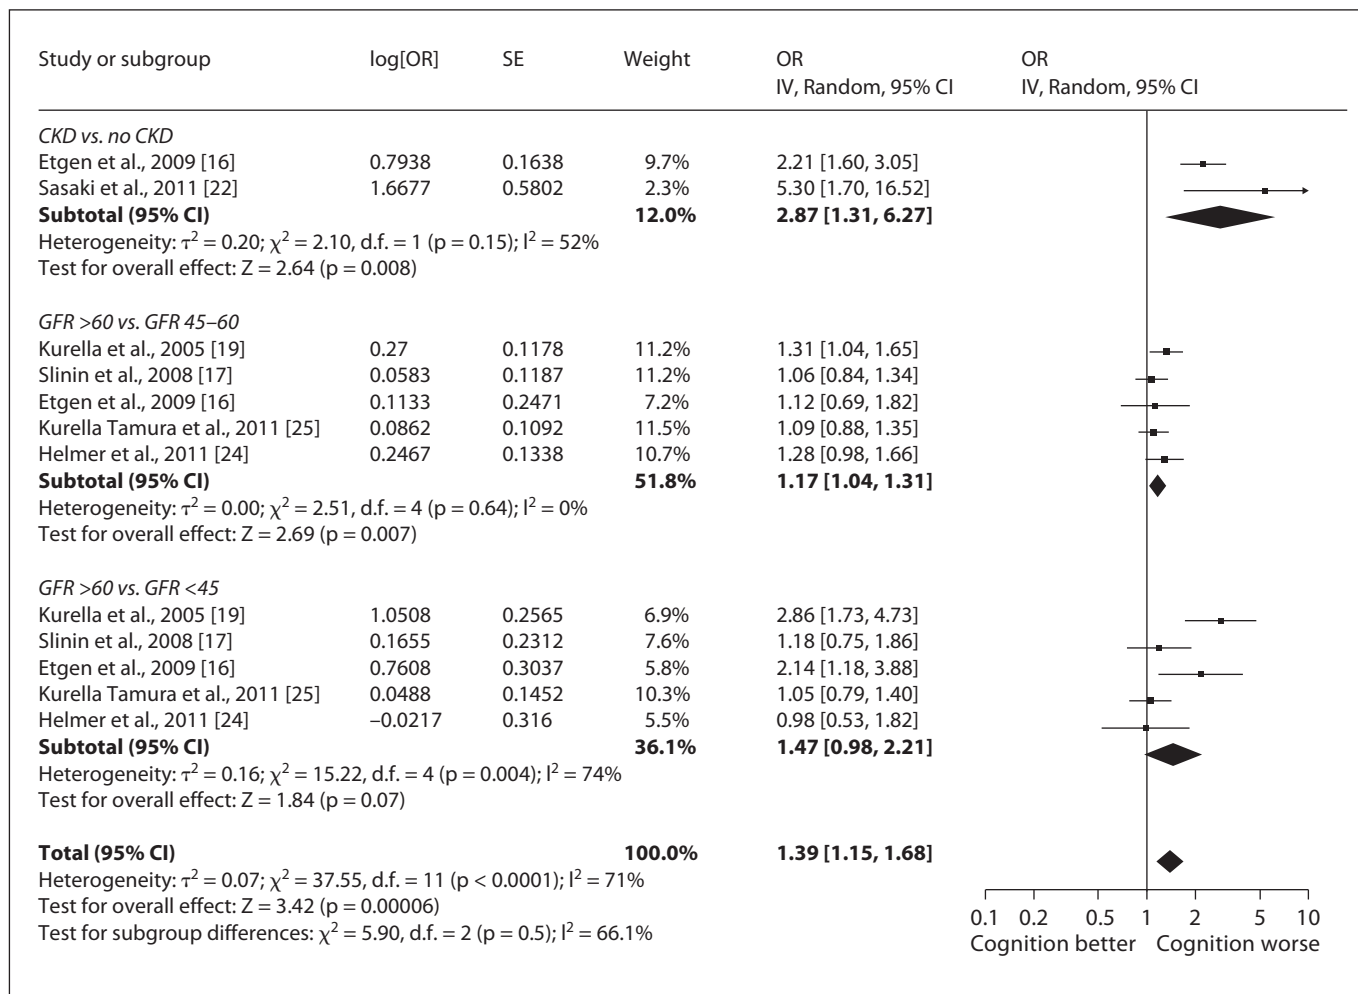 Study or subgroup log[OR] SE Weight OR OR
IV, Random, 95% CI IV, Random, 95% CI
CKD vs. no CKD
Etgen et al., 2009 [16] 0.7938 0.1638 9.7% 2.21 [1.60, 3.05]
Sasaki et al., 2011 [22] 1.6677 0.5802 2.3% 5.30 [1.70, 16.52]
Subtotal (95% CI) 12.0% 2.87 [1.31, 6.27]
Heterogeneity: τ² = 0.20; χ² = 2.10, d.f. = 1 (p = 0.15); I² = 52%
Test for overall effect: Z = 2.64 (p = 0.008)
GFR >60 vs. GFR 45–60
Kurella et al., 2005 [19] 0.27 0.1178 11.2% 1.31 [1.04, 1.65]
Slinin et al., 2008 [17] 0.0583 0.1187 11.2% 1.06 [0.84, 1.34]
Etgen et al., 2009 [16] 0.1133 0.2471 7.2% 1.12 [0.69, 1.82]
Kurella Tamura et al., 2011 [25] 0.0862 0.1092 11.5% 1.09 [0.88, 1.35]
Helmer et al., 2011 [24] 0.2467 0.1338 10.7% 1.28 [0.98, 1.66]
Subtotal (95% CI) 51.8% 1.17 [1.04, 1.31]
Heterogeneity: τ² = 0.00; χ² = 2.51, d.f. = 4 (p = 0.64); I² = 0%
Test for overall effect: Z = 2.69 (p = 0.007)
GFR >60 vs. GFR <45
Kurella et al., 2005 [19] 1.0508 0.2565 6.9% 2.86 [1.73, 4.73]
Slinin et al., 2008 [17] 0.1655 0.2312 7.6% 1.18 [0.75, 1.86]
Etgen et al., 2009 [16] 0.7608 0.3037 5.8% 2.14 [1.18, 3.88]
Kurella Tamura et al., 2011 [25] 0.0488 0.1452 10.3% 1.05 [0.79, 1.40]
Helmer et al., 2011 [24] –0.0217 0.316 5.5% 0.98 [0.53, 1.82]
Subtotal (95% CI) 36.1% 1.47 [0.98, 2.21]
Heterogeneity: τ² = 0.16; χ² = 15.22, d.f. = 4 (p = 0.004); I² = 74%
Test for overall effect: Z = 1.84 (p = 0.07)
Total (95% CI) 100.0% 1.39 [1.15, 1.68]
Heterogeneity: τ² = 0.07; χ² = 37.55, d.f. = 11 (p < 0.0001); I² = 71%
Test for overall effect: Z = 3.42 (p = 0.00006)
Test for subgroup differences: χ² = 5.90, d.f. = 2 (p = 0.5); I² = 66.1%
0.1 0.2 0.5 1 2 5 10
Cognition better Cognition worse